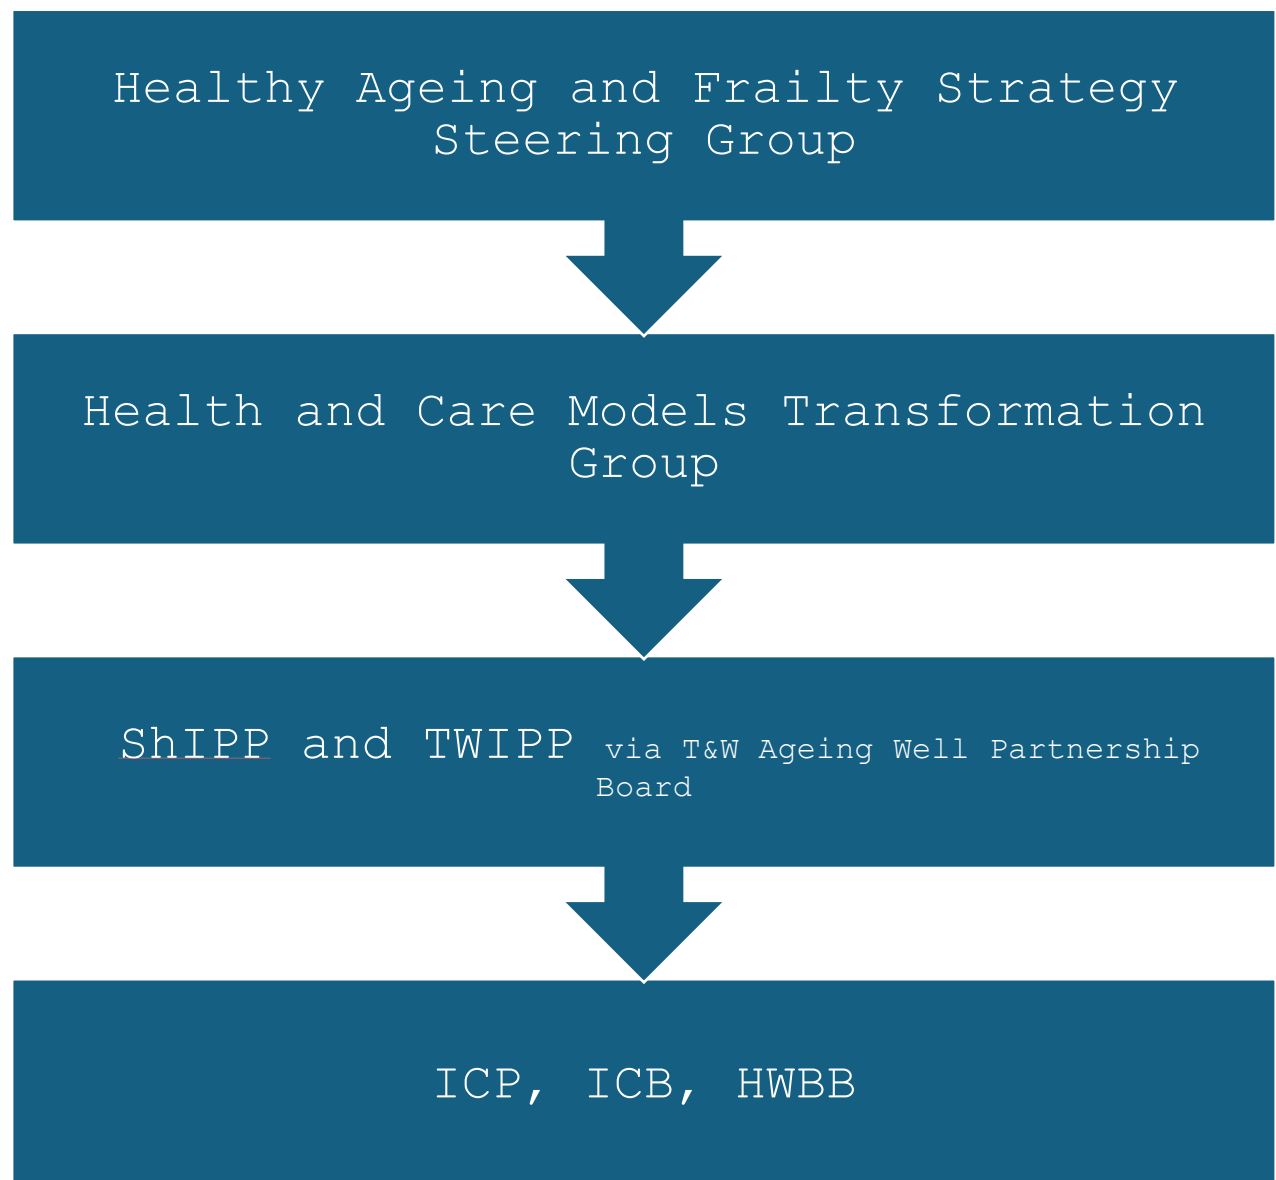 Healthy Ageing and Frailty Strategy
Steering Group
Health and Care Models Transformation
Group
ShIPP and TWIPP via T&W Ageing Well Partnership
Board
ICP, ICB, HWBB